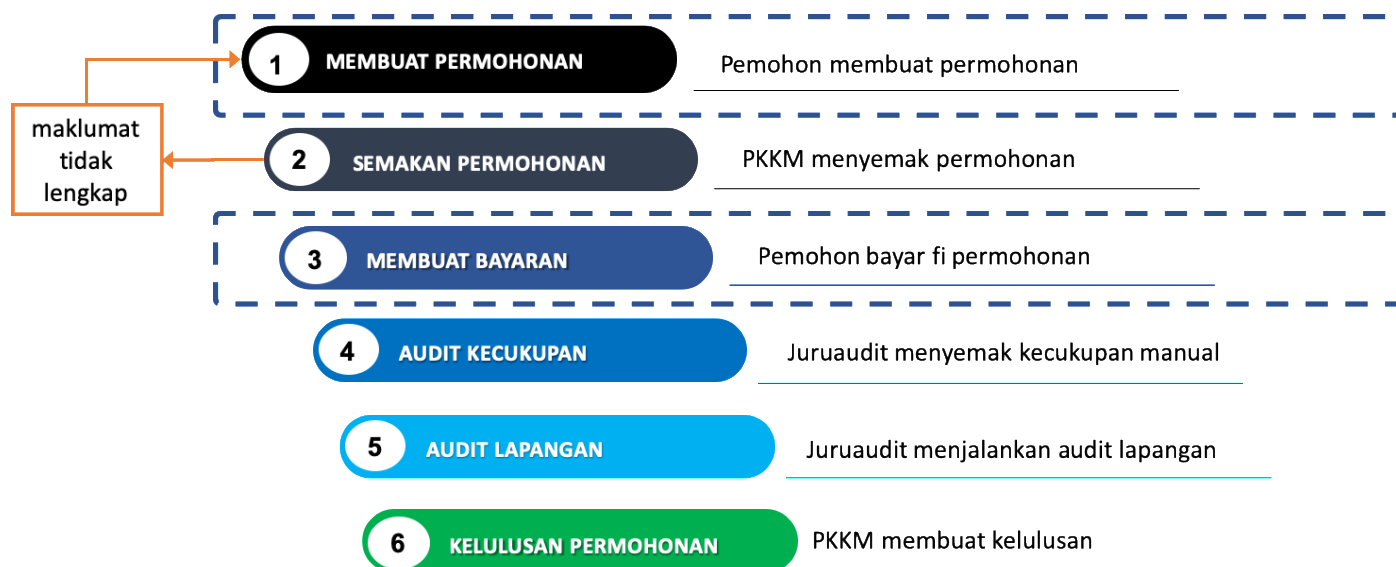 1 MEMBUAT PERMOHONAN Pemohon membuat permohonan
maklumat
tidak
lengkap
2 SEMAKAN PERMOHONAN PKKM menyemak permohonan
3 MEMBUAT BAYARAN Pemohon bayar fi permohonan
4 AUDIT KECUKUPAN Juruaudit menyemak kecukupan manual
5 AUDIT LAPANGAN Juruaudit menjalankan audit lapangan
6 KELULUSAN PERMOHONAN PKKM membuat kelulusan